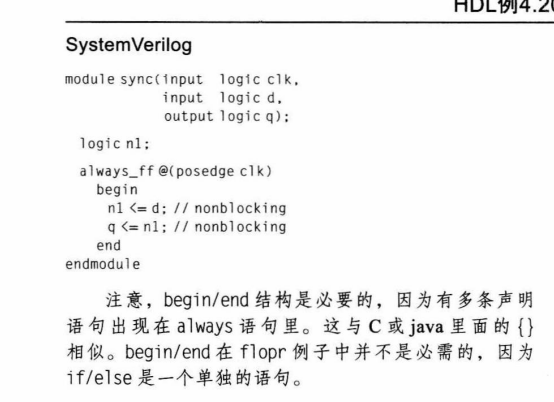 HDL例4.20
SystemVerilog
module sync(input logic clk,
input logic d,
output logic q);
logic n1;
always_ff @(posedge clk)
begin
n1 <= d; // nonblocking
q <= n1; // nonblocking
end
endmodule
注意，begin/end 结构是必要的，因为有多条声明
语句出现在 always 语句里。这与 C 或 java 里面的 {}
相似。begin/end 在 flopr 例子中并不是必需的，因为
if/else 是一个单独的语句。